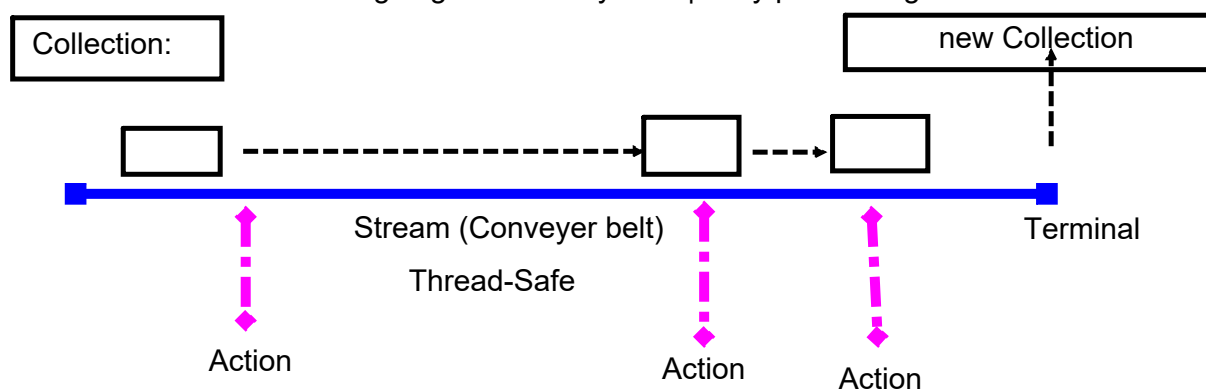 Collection:
new Collection
Stream (Conveyer belt)
Terminal
Thread-Safe
Action
Action
Action